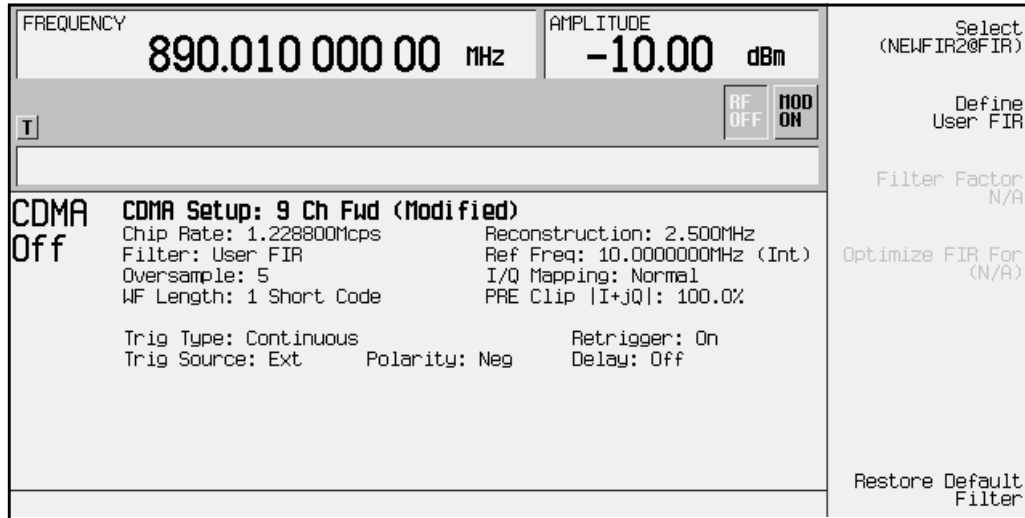 FREQUENCY
890.010 000 00 MHz
AMPLITUDE
-10.00 dBm
RF OFF
MOD ON
T
CDMA Off
CDMA Setup: 9 Ch Fwd (Modified)
Chip Rate: 1.228800Mcps Reconstruction: 2.500MHz
Filter: User FIR Ref Freq: 10.0000000MHz (Int)
Oversample: 5 I/Q Mapping: Normal
WF Length: 1 Short Code PRE Clip |I+jQ|: 100.0%
Trig Type: Continuous Retrigger: On
Trig Source: Ext Polarity: Neg Delay: Off
Select
(NEWFIR2@FIR)
Define
User FIR
Filter Factor
N/A
Optimize FIR For
(N/A)
Restore Default
Filter